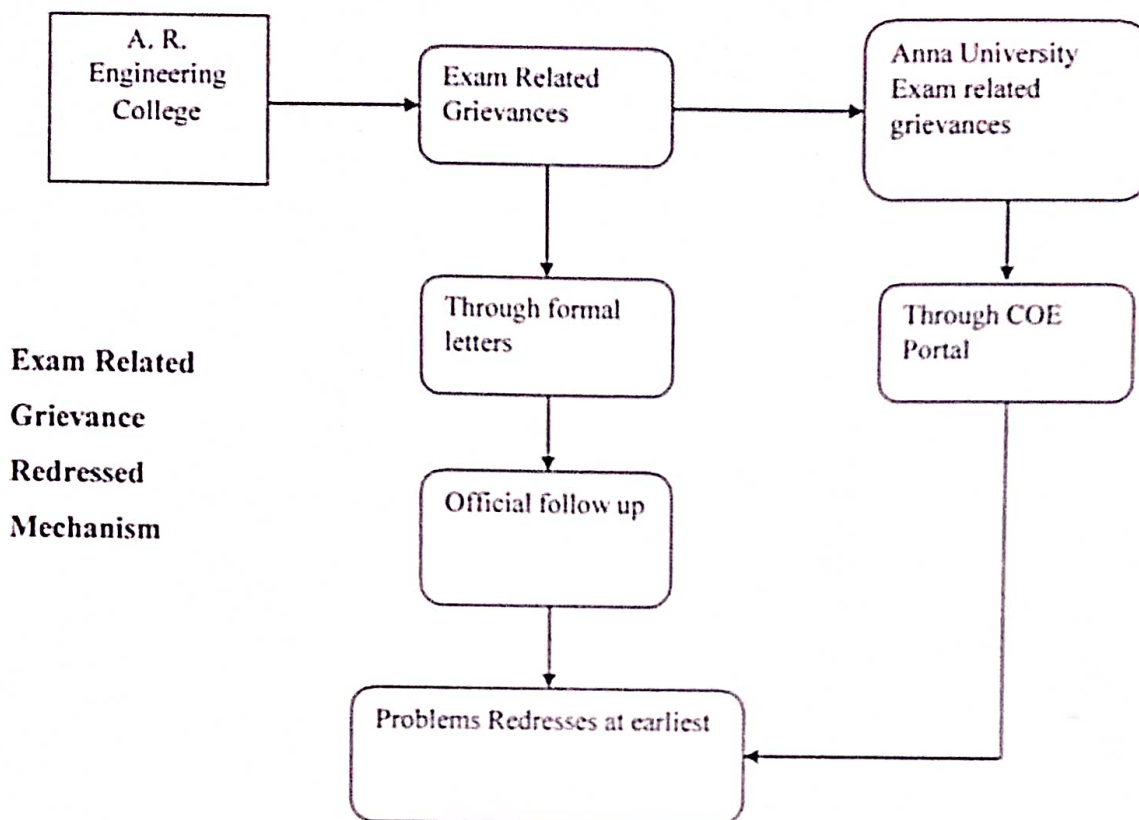 A. R.
Engineering
College
Exam Related
Grievances
Anna University
Exam related
grievances
Through formal
letters
Through COE
Portal
Exam Related
Grievance
Redressed
Mechanism
Official follow up
Problems Redresses at earliest